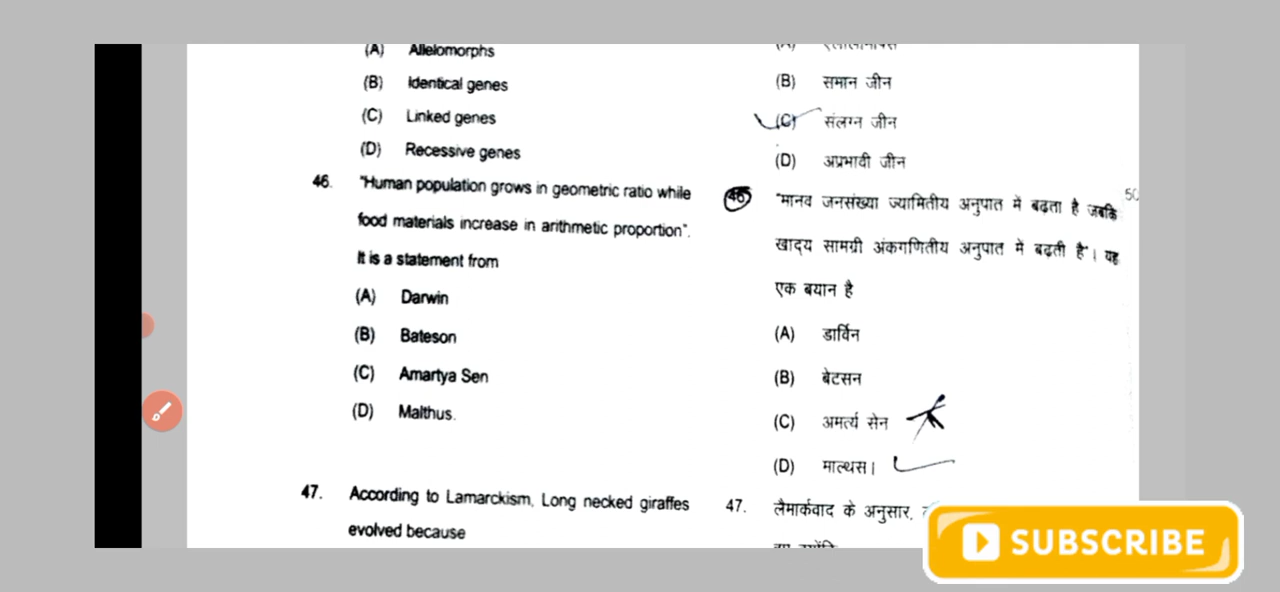 (A) Allelomorphs
(B) Identical genes
(C) Linked genes
(D) Recessive genes
46. "Human population grows in geometric ratio while
food materials increase in arithmetic proportion".
It is a statement from
(A) Darwin
(B) Bateson
(C) Amartya Sen
(D) Malthus.
47. According to Lamarckism, Long necked giraffes
evolved because
(B) समान जीन
(C) संलग्न जीन
(D) अप्रभावी जीन
46 "मानव जनसंख्या ज्यामितीय अनुपात में बढ़ता है जबकि
खाद्य सामग्री अंकगणितीय अनुपात में बढ़ती है"। यह
एक बयान है
(A) डार्विन
(B) बेटसन
(C) अमर्त्य सेन
(D) माल्थस।
47. लैमार्कवाद के अनुसार,
50
SUBSCRIBE